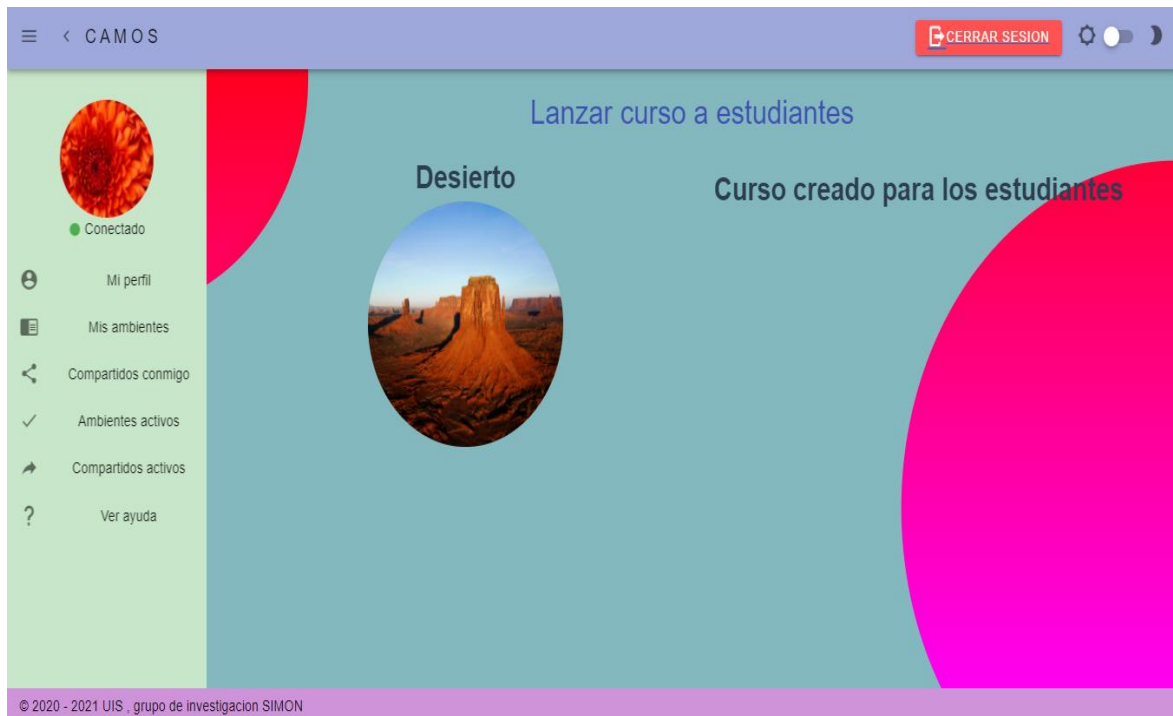 CAMOS
CERRAR SESION
Conectado
Mi perfil
Mis ambientes
Compartidos conmigo
Ambientes activos
Compartidos activos
Ver ayuda
Lanzar curso a estudiantes
Desierto
Curso creado para los estudiantes
© 2020 - 2021 UIS , grupo de investigacion SIMON